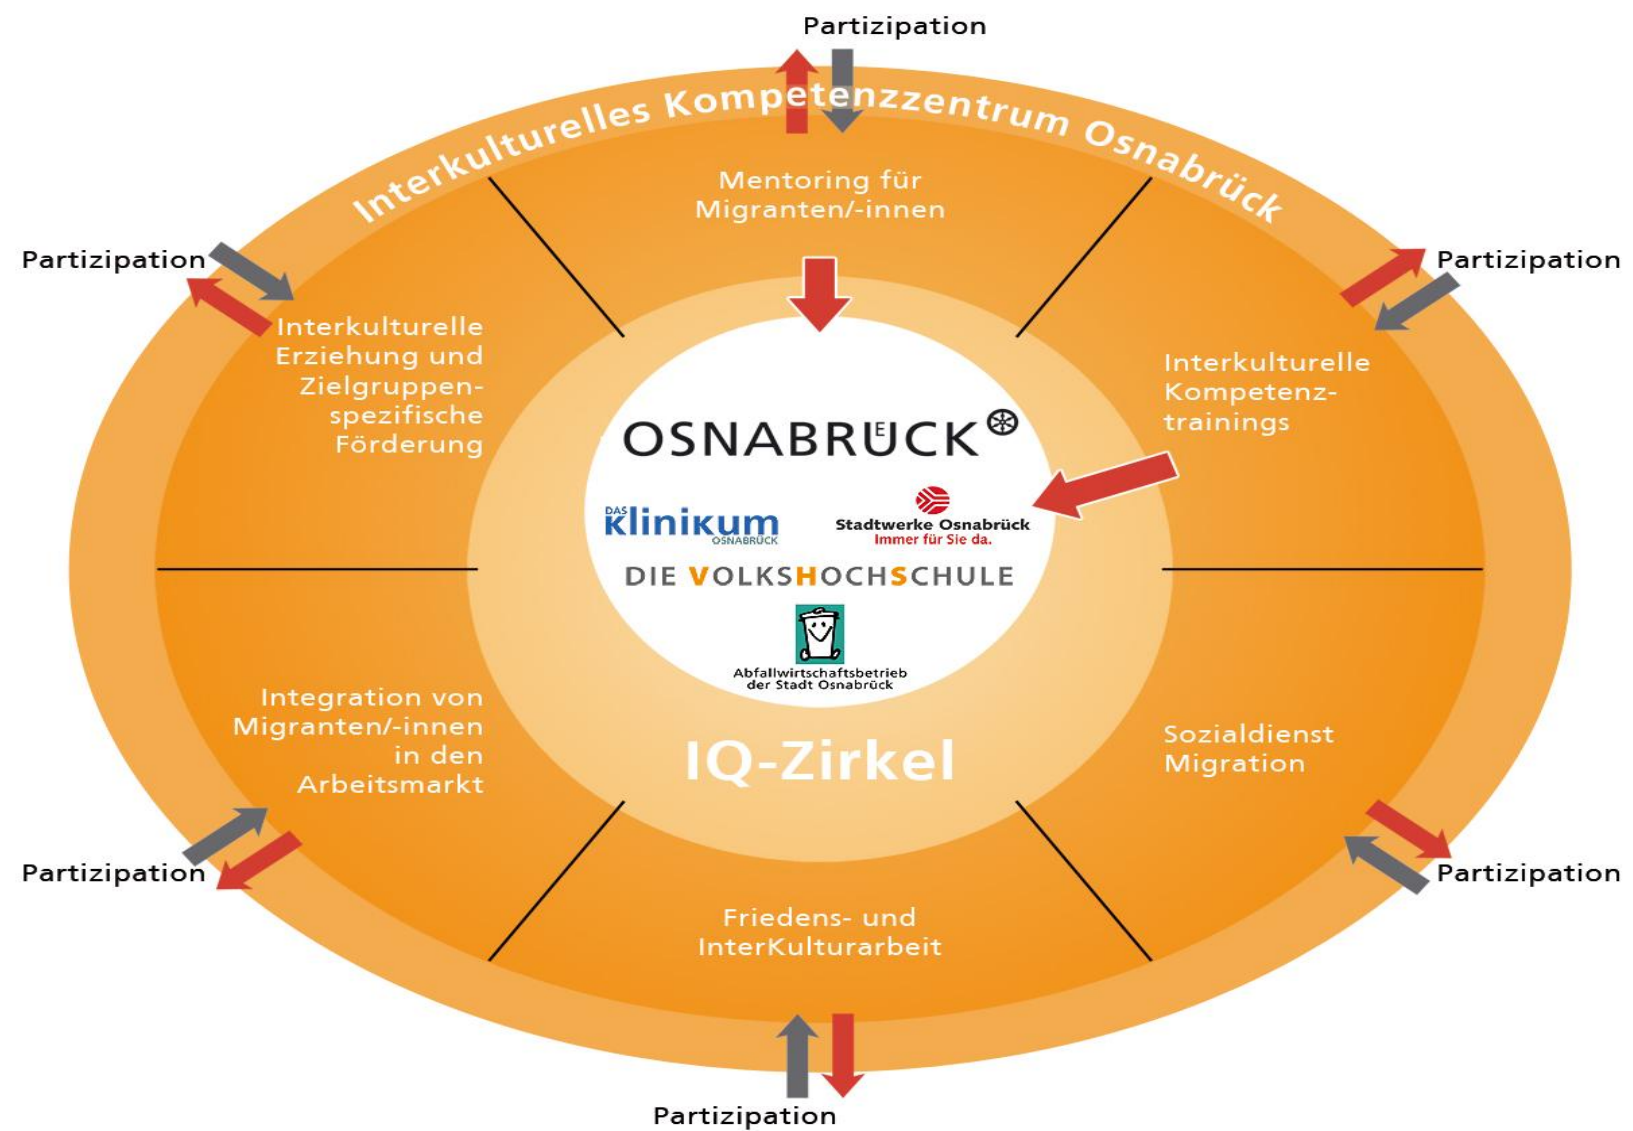 Partizipation
Interkulturelles Kompetenzzentrum Osnabrück
Mentoring für
Migranten/-innen
Partizipation
Partizipation
Interkulturelle
Erziehung und
Zielgruppen-
spezifische
Förderung
Interkulturelle
Kompetenz-
trainings
OSNABRÜECK
DAS
Klinikum
OSNABRÜCK
Stadtwerke Osnabrück
Immer für Sie da.
DIE VOLKSHOCHSCHULE
Abfallwirtschaftsbetrieb
der Stadt Osnabrück
IQ-Zirkel
Integration von
Migranten/-innen
in den
Arbeitsmarkt
Sozialdienst
Migration
Partizipation
Partizipation
Friedens- und
InterKulturarbeit
Partizipation